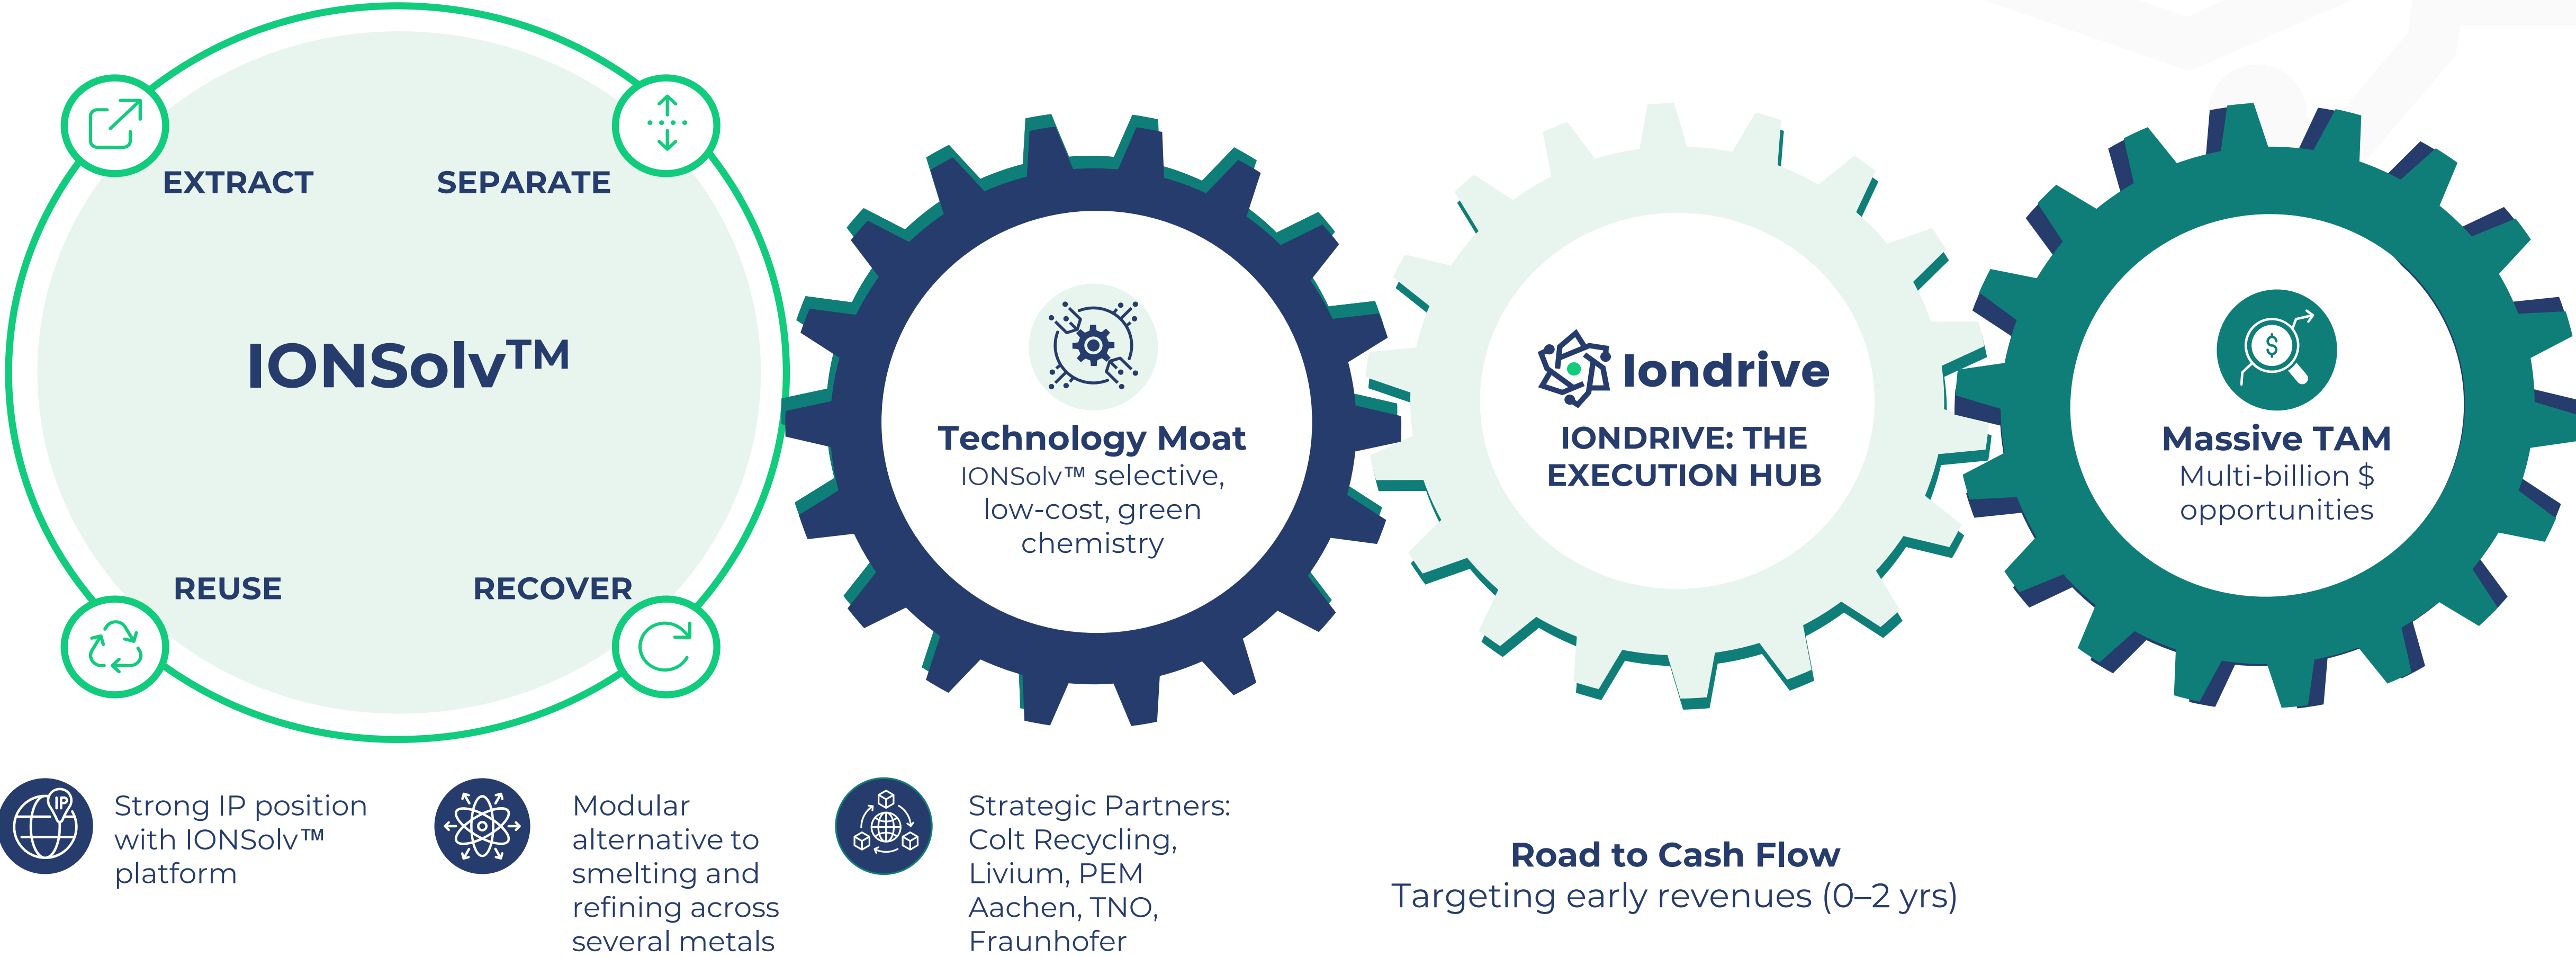 EXTRACT
SEPARATE
IONSolv™
REUSE
RECOVER
Technology Moat
IONSolv™ selective,
low-cost, green
chemistry
Iondrive
IONDRIVE: THE
EXECUTION HUB
$
Massive TAM
Multi-billion $
opportunities
IP
Strong IP position
with IONSolv™
platform
Modular
alternative to
smelting and
refining across
several metals
Strategic Partners:
Colt Recycling,
Livium, PEM
Aachen, TNO,
Fraunhofer
Road to Cash Flow
Targeting early revenues (0–2 yrs)